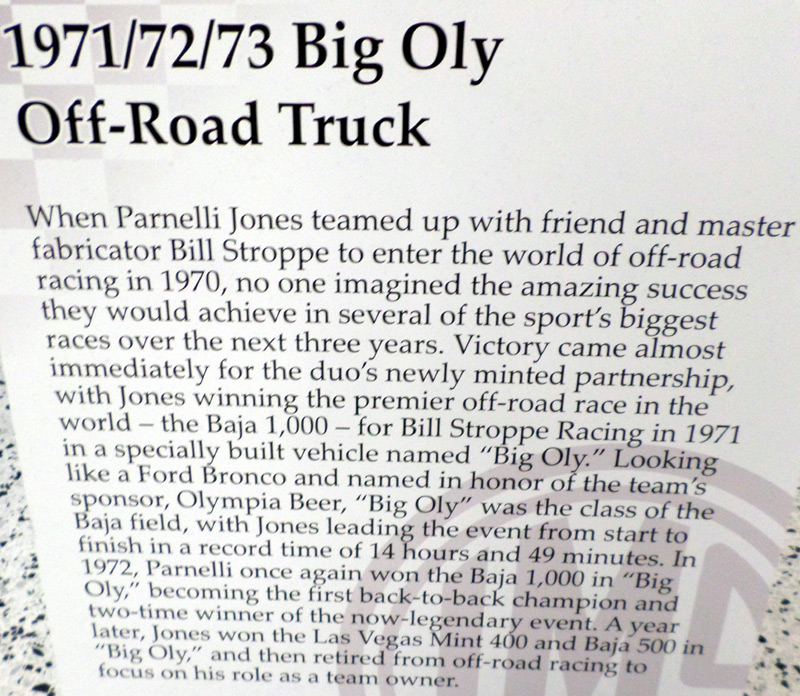 1971/72/73 Big Oly
Off-Road Truck
When Parnelli Jones teamed up with friend and master
fabricator Bill Stroppe to enter the world of off-road
racing in 1970, no one imagined the amazing success
they would achieve in several of the sport's biggest
races over the next three years. Victory came almost
immediately for the duo's newly minted partnership,
with Jones winning the premier off-road race in the
world – the Baja 1,000 – for Bill Stroppe Racing in 1971
in a specially built vehicle named “Big Oly.” Looking
like a Ford Bronco and named in honor of the team's
sponsor, Olympia Beer, “Big Oly” was the class of the
Baja field, with Jones leading the event from start to
finish in a record time of 14 hours and 49 minutes. In
1972, Parnelli once again won the Baja 1,000 in “Big
Oly,” becoming the first back-to-back champion and
two-time winner of the now-legendary event. A year
later, Jones won the Las Vegas Mint 400 and Baja 500 in
“Big Oly,” and then retired from off-road racing to
focus on his role as a team owner.